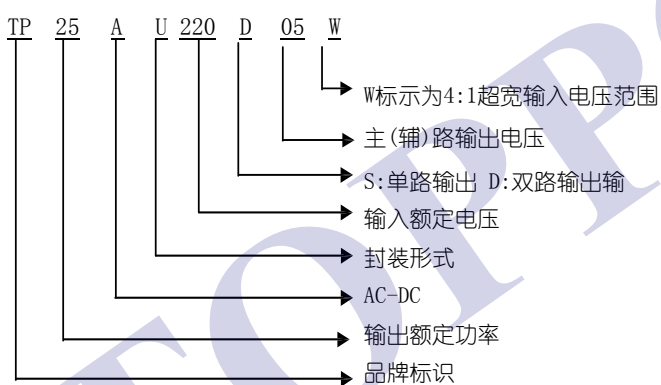 TP 25 A U 220 D 05 W
W标示为4:1超宽输入电压范围
主(辅)路输出电压
S:单路输出 D:双路输出输
输入额定电压
封装形式
AC-DC
输出额定功率
品牌标识